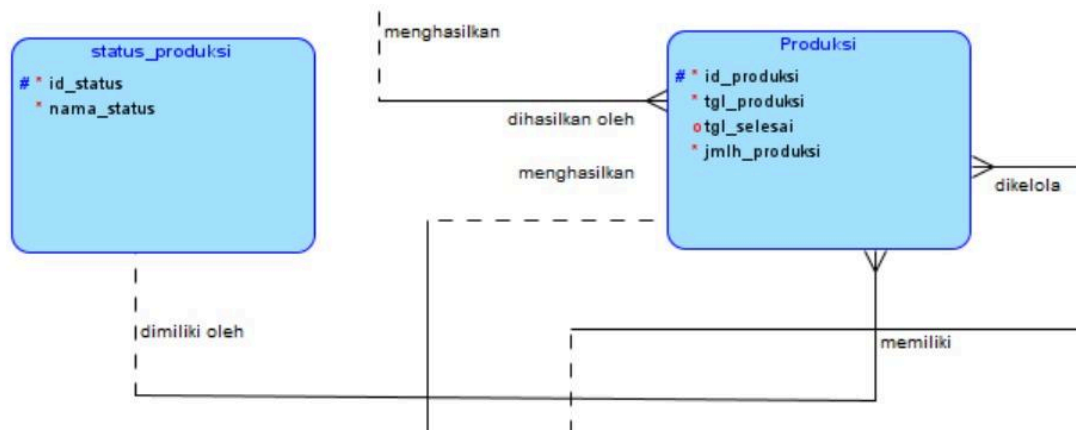 status_produksi
# * id_status
* nama_status
menghasilkan
dihasilkan oleh
Produksi
# * id_produksi
* tgl_produksi
o tgl_selesai
* jmlh_produksi
menghasilkan
dikelola
dimiliki oleh
memiliki